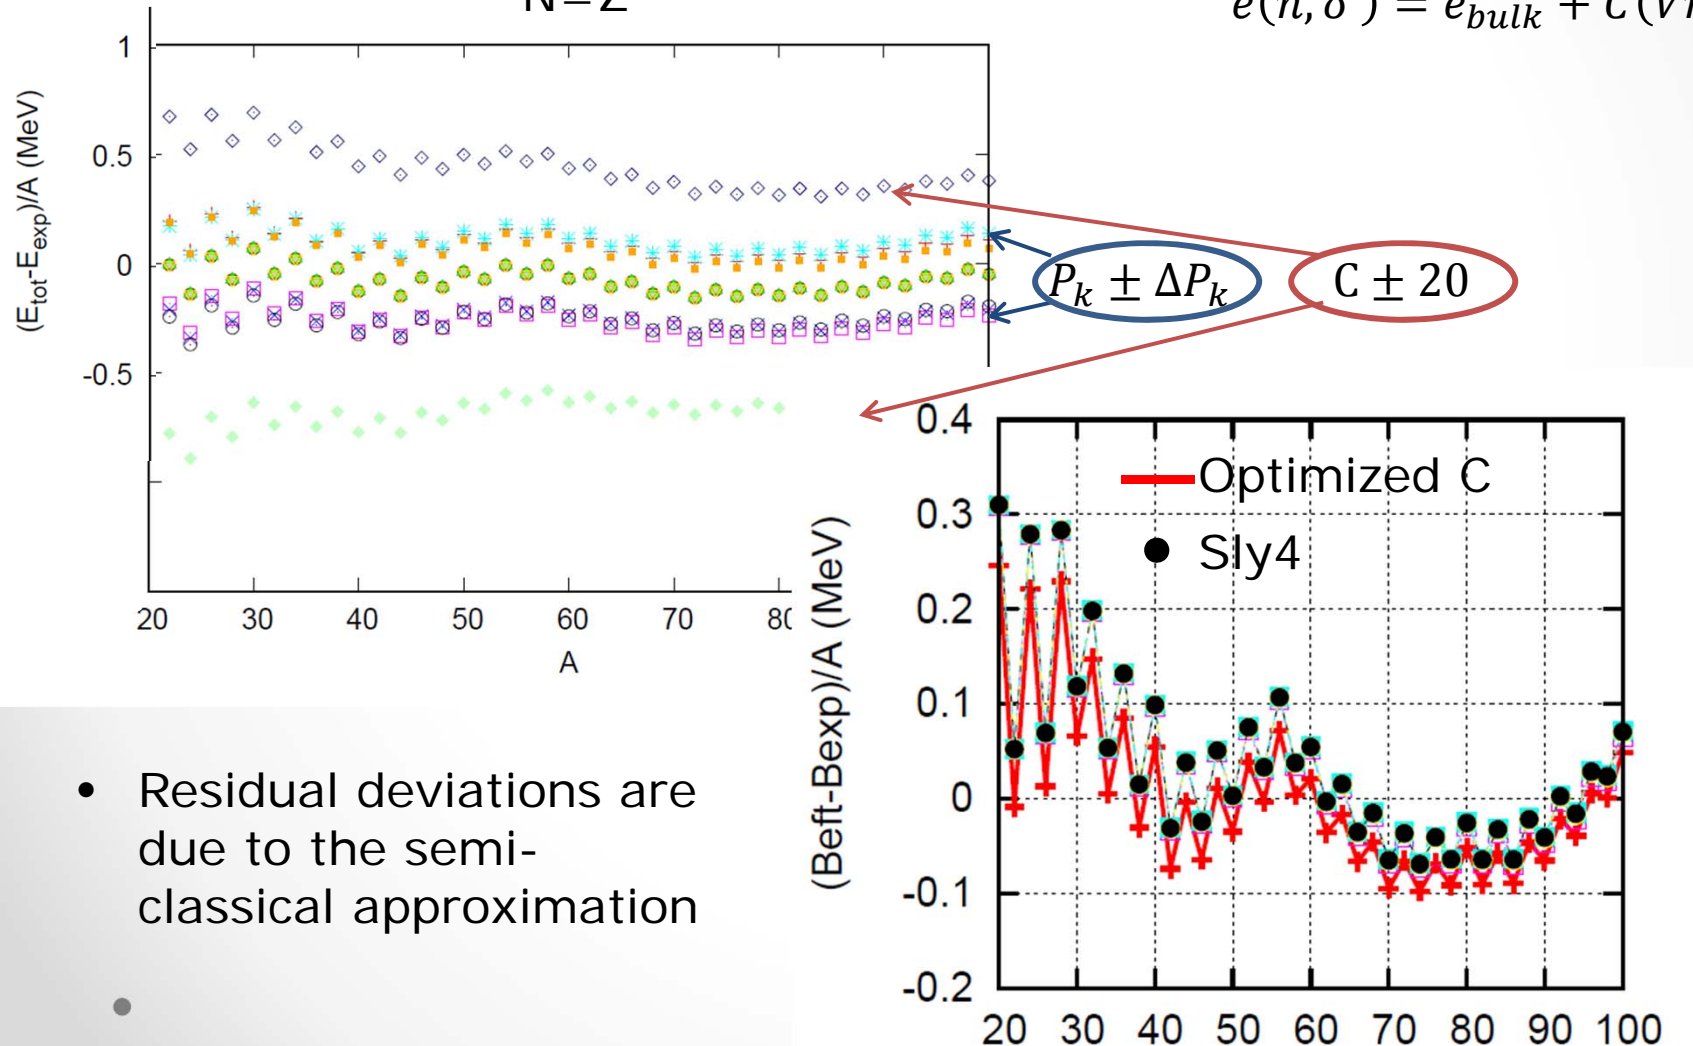 N=Z
e(n,δ) = e_bulk + C(∇
(E_tot-E_exp)/A (MeV)
1
0.5
0
-0.5
20 30 40 50 60 70 80
A
P_k ± ΔP_k
C ± 20
Optimized C
Sly4
(Beft-Bexp)/A (MeV)
0.4
0.3
0.2
0.1
0
-0.1
-0.2
20 30 40 50 60 70 80 90 100
• Residual deviations are
due to the semi-
classical approximation
•